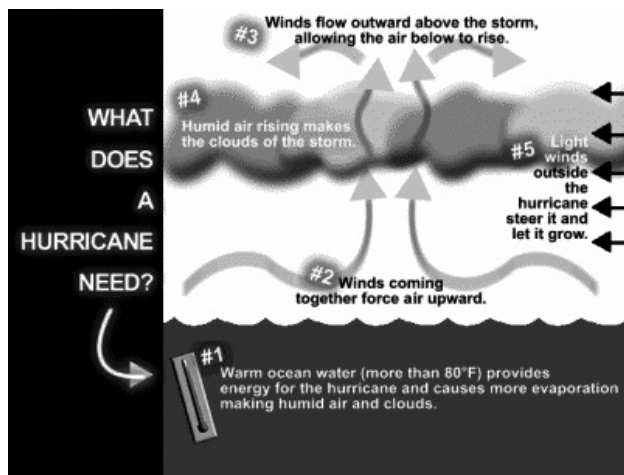 WHAT
DOES
A
HURRICANE
NEED?
#1
Warm ocean water (more than 80°F) provides
energy for the hurricane and causes more evaporation
making humid air and clouds.
#2
Winds coming
together force air upward.
#3
Winds flow outward above the storm,
allowing the air below to rise.
#4
Humid air rising makes
the clouds of the storm.
#5
Light
winds
outside
the
hurricane
steer it and
let it grow.